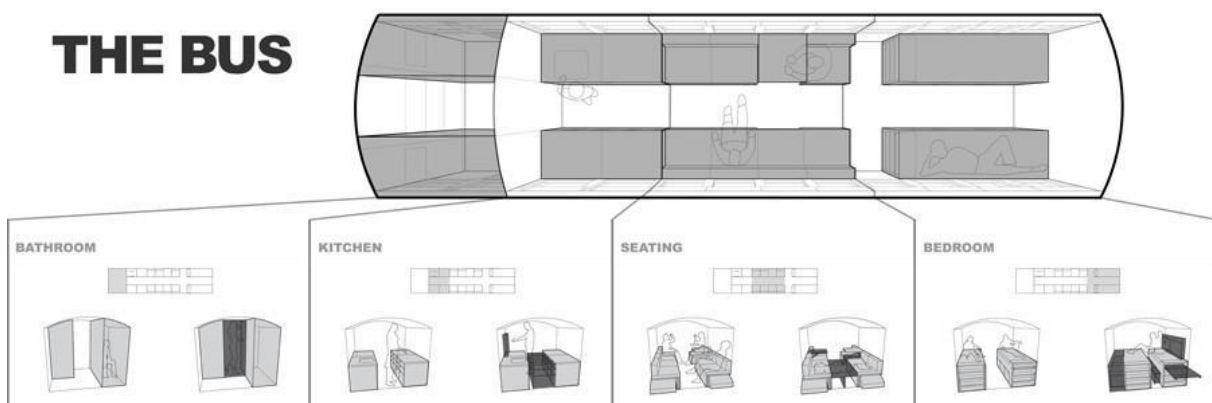 THE BUS
BATHROOM
KITCHEN
SEATING
BEDROOM